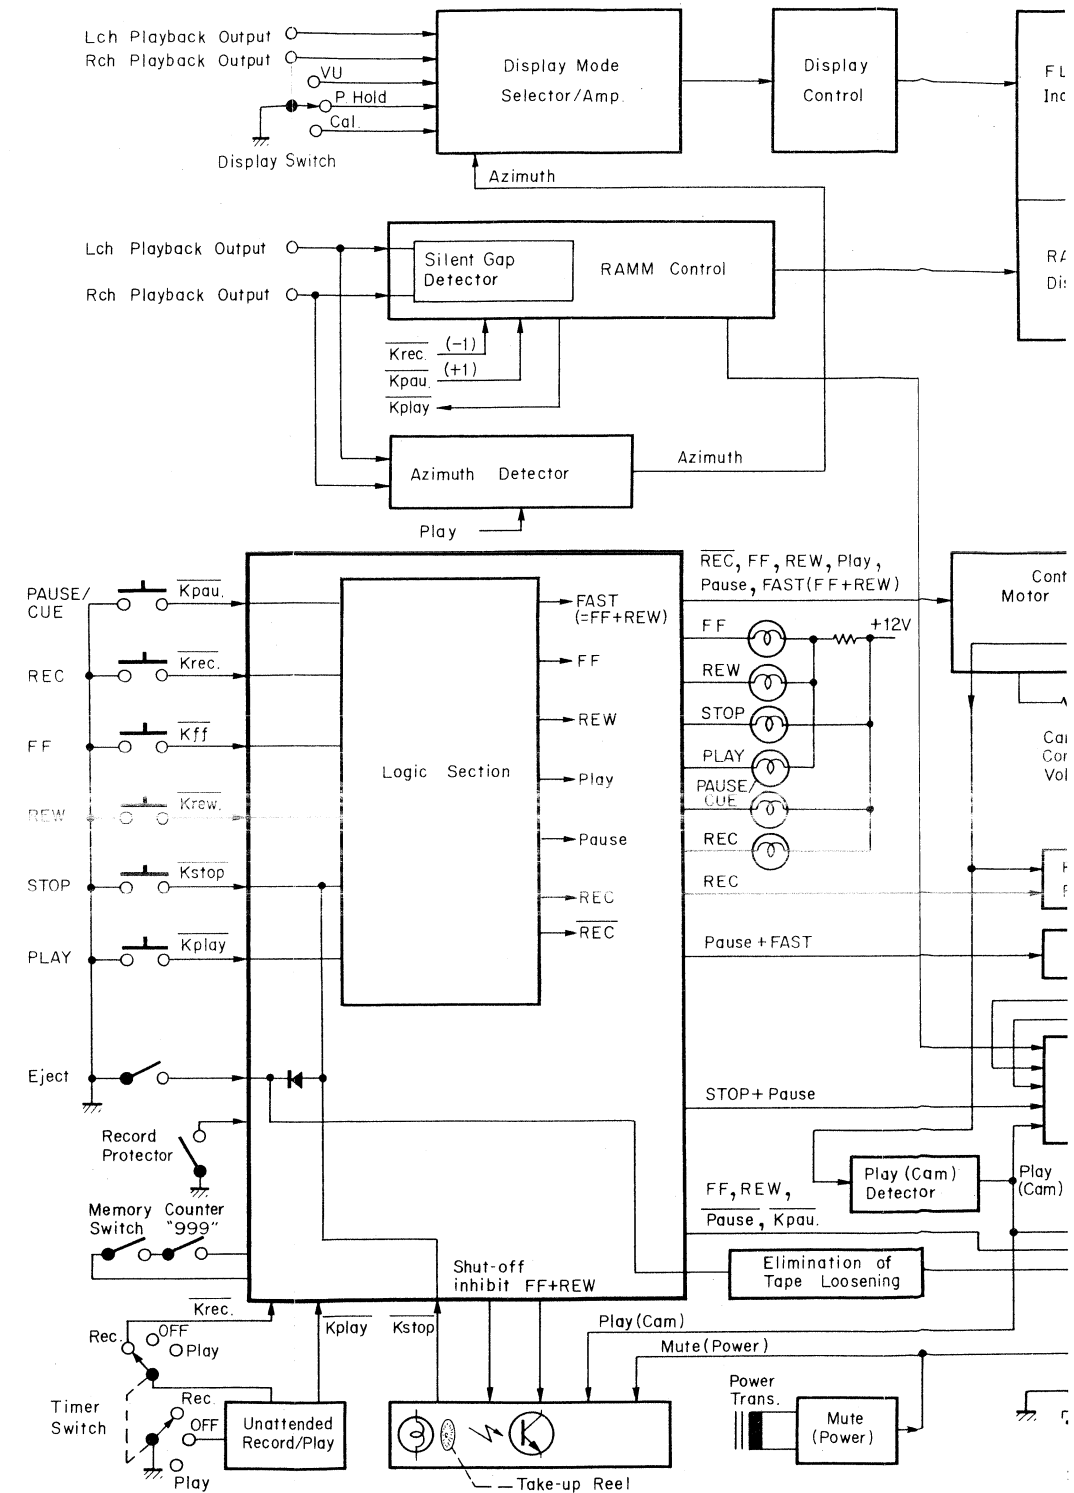 Lch Playback Output
Rch Playback Output
VU
P. Hold
Cal.
Display Switch
Display Mode
Selector/Amp.
Display
Control
FL
Azimuth
Lch Playback Output
Rch Playback Output
Silent Gap
Detector
RAMM Control
Krec. (-1)
Kpau. (+1)
Kplay
Azimuth Detector
Azimuth
Play
PAUSE/
CUE
Kpau.
REC
Krec.
FF
Kff
REW
Krew.
STOP
Kstop
PLAY
Kplay
Eject
Logic Section
FAST
(=FF+REW)
FF
REW
Play
Pause
REC
REC
REC, FF, REW, Play,
Pause, FAST(FF+REW)
FF
REW
STOP
PLAY
PAUSE/
CUE
REC
REC
+12V
Motor
Pause+FAST
STOP+Pause
Play (Cam)
Detector
Play
(Cam)
FF, REW,
Pause, Kpau.
Elimination of
Tape Loosening
Record
Protector
Memory Counter
Switch "999"
Shut-off
inhibit FF+REW
Krec.
Kplay
Kstop
Play(Cam)
Mute(Power)
Rec.
OFF
Play
Timer
Switch
Rec.
OFF
Play
Unattended
Record/Play
Take-up Reel
Power
Trans.
Mute
(Power)